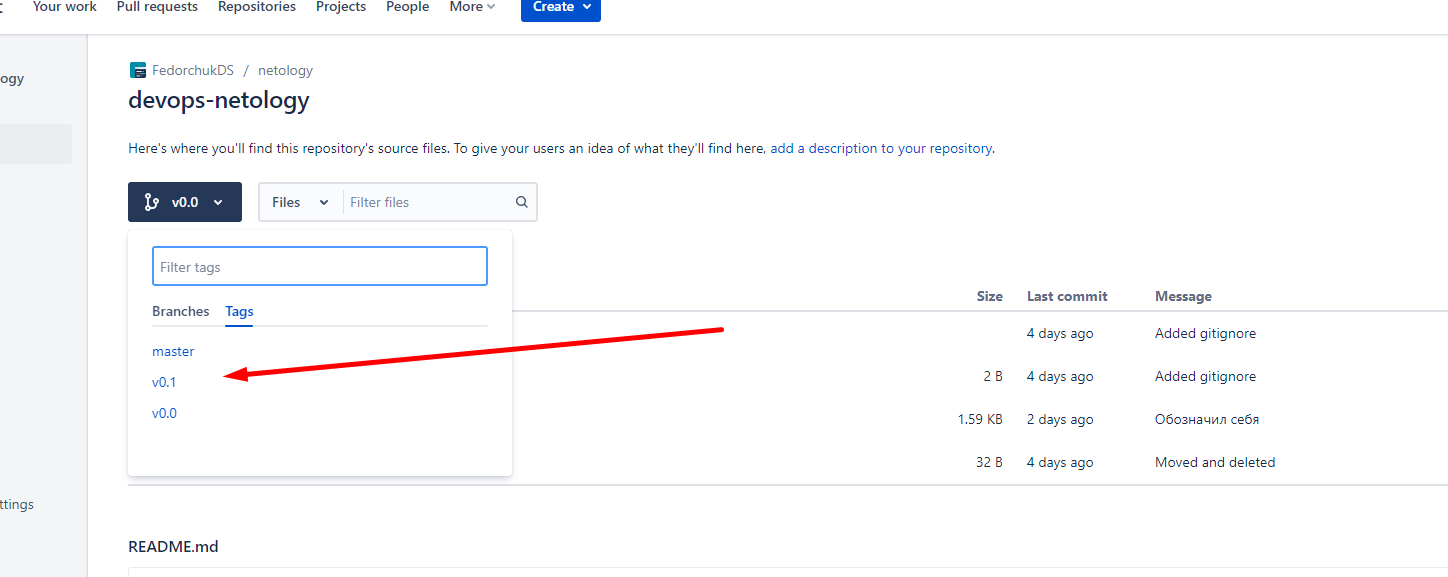 Your work Pull requests Repositories Projects People More Create
ogy
FedorchukDS / netology
devops-netology
Here's where you'll find this repository's source files. To give your users an idea of what they'll find here, add a description to your repository.
v0.0 Files Filter files
Filter tags
Branches Tags
Size Last commit Message
master
4 days ago Added gitignore
v0.1
2 B 4 days ago Added gitignore
v0.0
1.59 KB 2 days ago Обозначил себя
32 B 4 days ago Moved and deleted
ttings
README.md